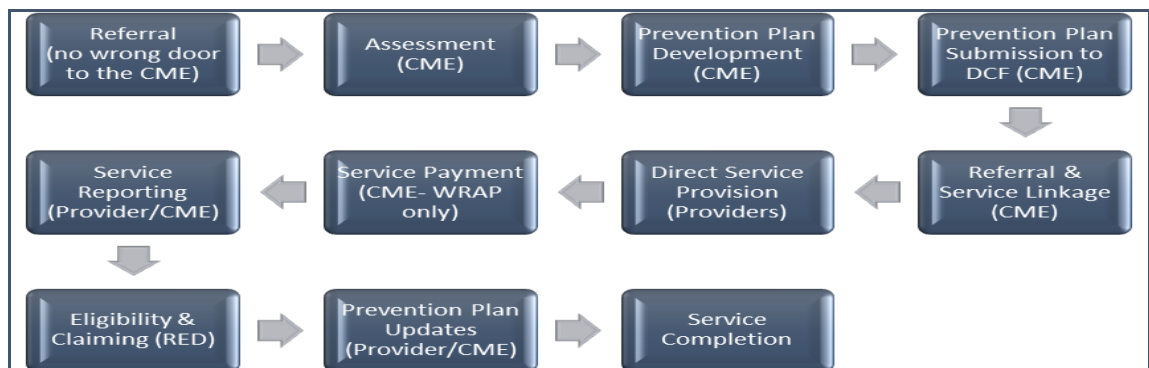 Referral
(no wrong door
to the CME)
Assessment
(CME)
Prevention Plan
Development
(CME)
Prevention Plan
Submission to
DCF (CME)
Referral &
Service Linkage
(CME)
Direct Service
Provision
(Providers)
Service Payment
(CME- WRAP
only)
Service
Reporting
(Provider/CME)
Eligibility &
Claiming (RED)
Prevention Plan
Updates
(Provider/CME)
Service
Completion